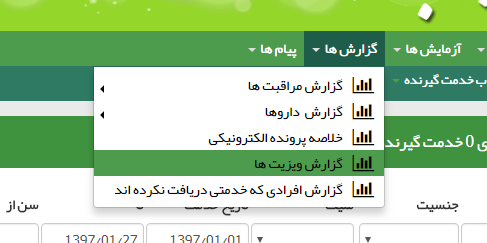 آزمایش ها گزارش ها پیام ها
خدمت گیرنده
گزارش مراقبت ها
گزارش داروها
خلاصه پرونده الکترونیکی
گزارش ویزیت ها
گزارش افرادی که خدمتی دریافت نکرده اند
0 خدمت گیرند
جنسیت سن از
1397/01/01 1397/01/27